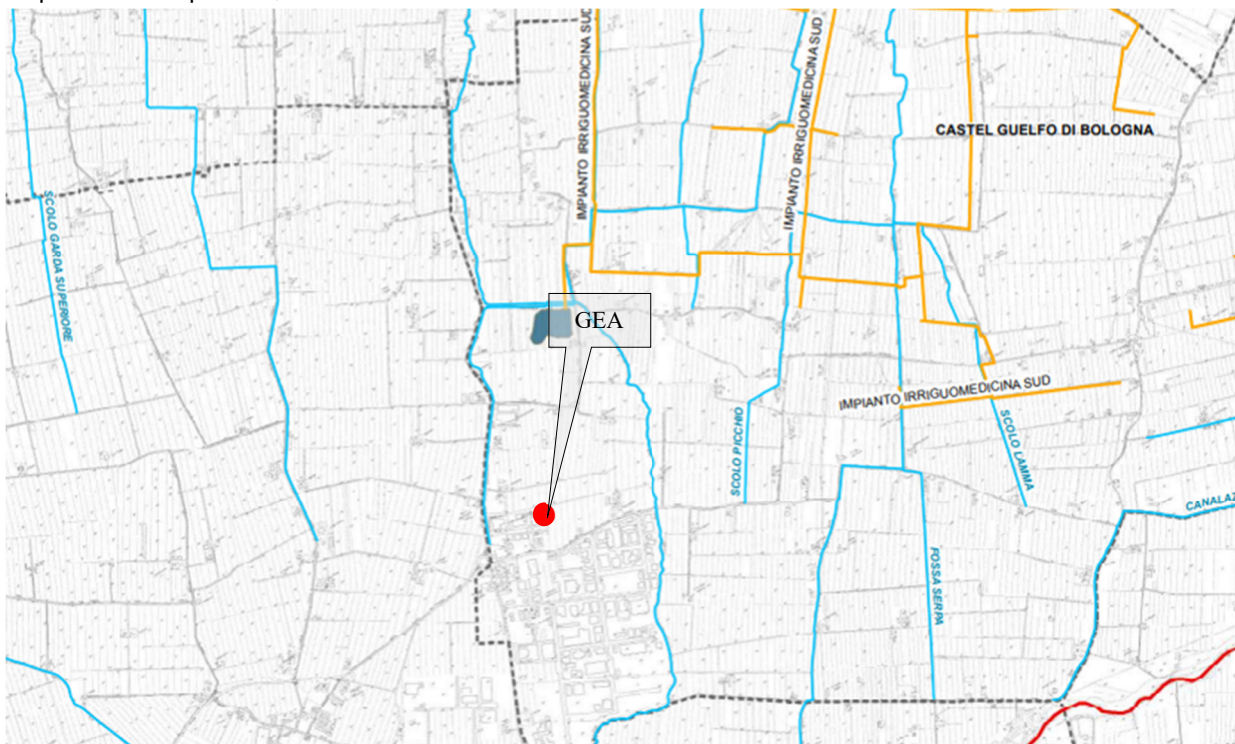 IMPIANTO IRRIGUOMEDICINA SUD
IMPIANTO IRRIGUOMEDICINA SUD
CASTEL GUELFO DI BOLOGNA
SCOLO GARDA SUPERIORE
GEA
IMPIANTO IRRIGUOMEDICINA SUD
SCOLO PICCHIO
SCOLO LAMMA
CANALAZ
FOSSA SERPA